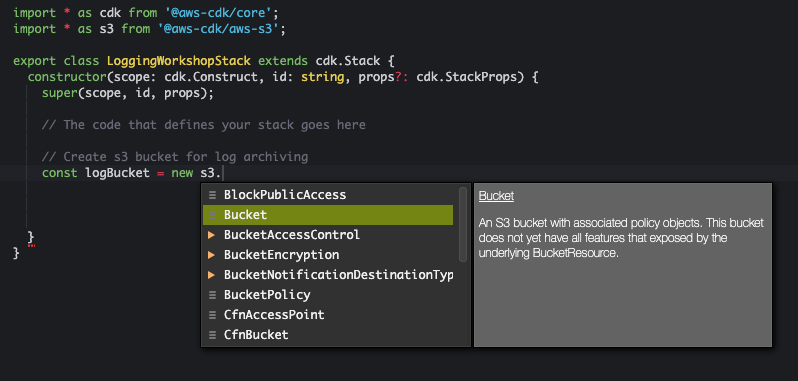 import * as cdk from '@aws-cdk/core';
import * as s3 from '@aws-cdk/aws-s3';
export class LoggingWorkshopStack extends cdk.Stack {
constructor(scope: cdk.Construct, id: string, props?: cdk.StackProps) {
super(scope, id, props);
// The code that defines your stack goes here
// Create s3 bucket for log archiving
const logBucket = new s3.
BlockPublicAccess
Bucket
BucketAccessControl
BucketEncryption
BucketNotificationDestinationTyp
BucketPolicy
CfnAccessPoint
CfnBucket
Bucket
An S3 bucket with associated policy objects. This bucket
does not yet have all features that exposed by the
underlying BucketResource.
}
}